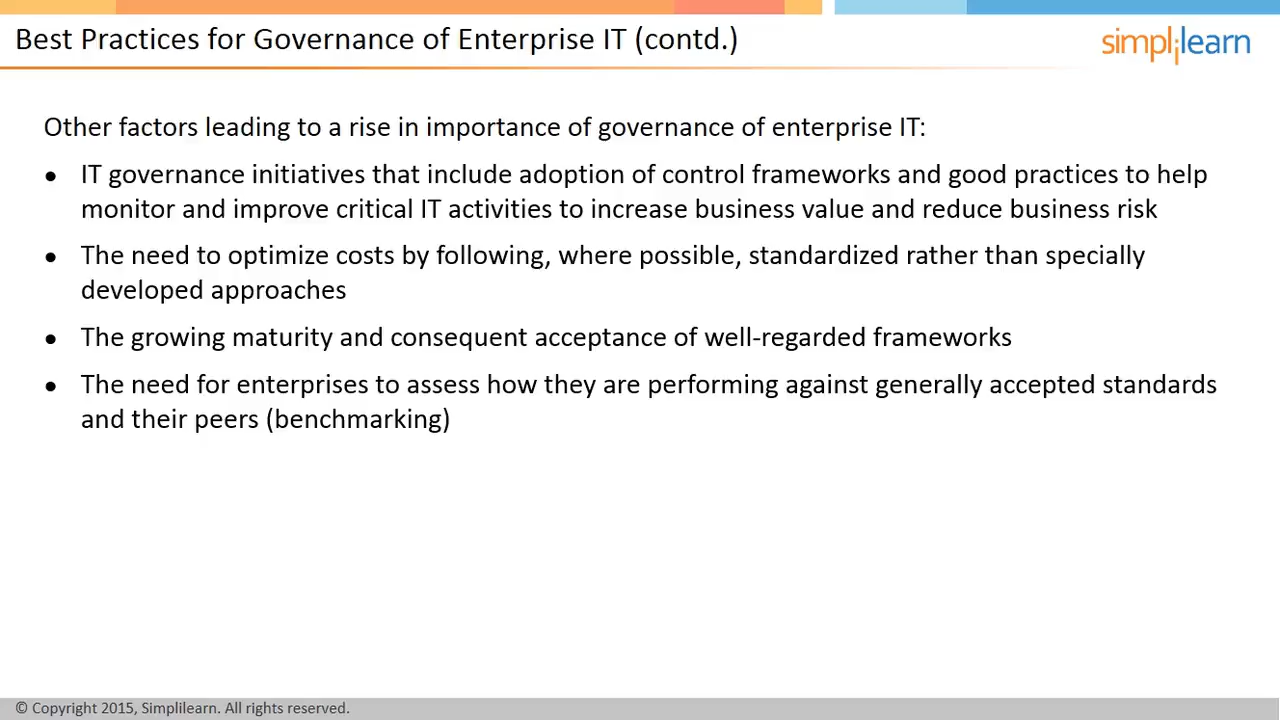 Best Practices for Governance of Enterprise IT (contd.)
simplilearn
Other factors leading to a rise in importance of governance of enterprise IT:
● IT governance initiatives that include adoption of control frameworks and good practices to help
monitor and improve critical IT activities to increase business value and reduce business risk
● The need to optimize costs by following, where possible, standardized rather than specially
developed approaches
● The growing maturity and consequent acceptance of well-regarded frameworks
● The need for enterprises to assess how they are performing against generally accepted standards
and their peers (benchmarking)
© Copyright 2015, Simplilearn. All rights reserved.